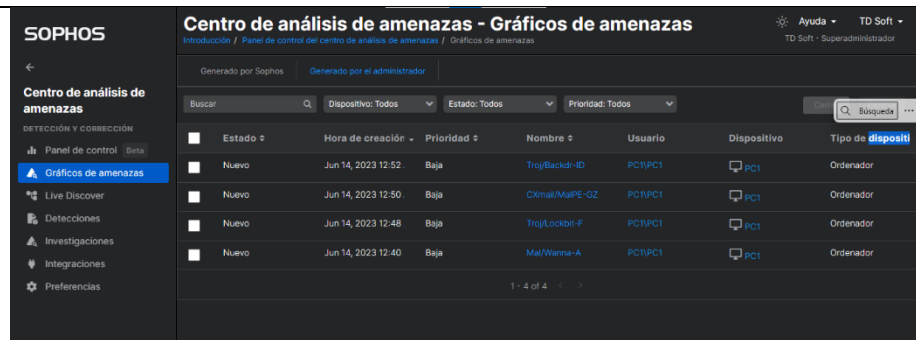 SOPHOS
Centro de análisis de amenazas - Gráficos de amenazas
Introducción / Panel de control del centro de análisis de amenazas / Gráficos de amenazas
Ayuda
TD Soft
TD Soft - Superadministrador
Centro de análisis de amenazas
DETECCIÓN Y CORRECCIÓN
Panel de control Beta
Gráficos de amenazas
Live Discover
Detecciones
Investigaciones
Integraciones
Preferencias
Generado por Sophos Generado por el administrador
Buscar Dispositivo: Todos Estado: Todos Prioridad: Todos
Búsqueda ...
Estado Hora de creación Prioridad Nombre Usuario Dispositivo Tipo de dispositi
Nuevo Jun 14, 2023 12:52 Baja Troj/Backdr-ID PC1\PC1 PC1 Ordenador
Nuevo Jun 14, 2023 12:50 Baja CXmail/MalPE-GZ PC1\PC1 PC1 Ordenador
Nuevo Jun 14, 2023 12:48 Baja Troj/Lockbit-F PC1\PC1 PC1 Ordenador
Nuevo Jun 14, 2023 12:40 Baja Mal/Wanna-A PC1\PC1 PC1 Ordenador
1 - 4 of 4